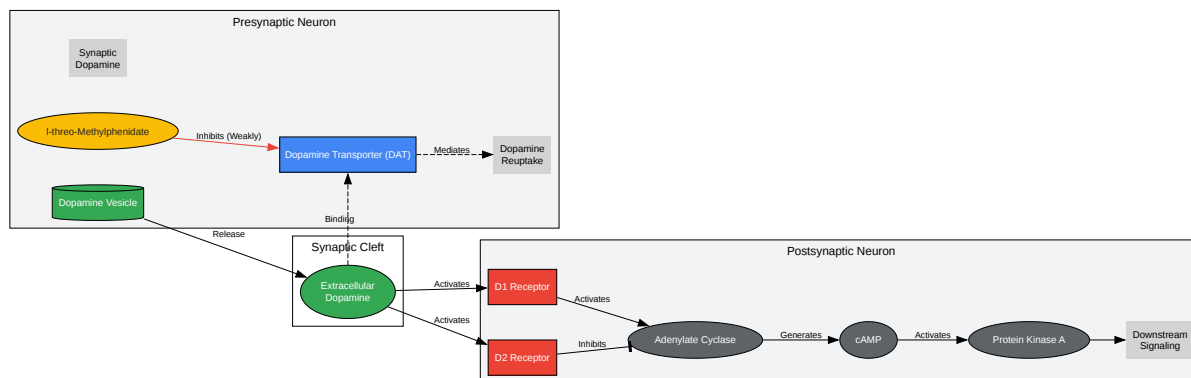 Presynaptic Neuron
Synaptic
Dopamine
l-threo-Methylphenidate
Inhibits (Weakly)
Dopamine Transporter (DAT)
Mediates
Dopamine
Reuptake
Dopamine Vesicle
Binding
Release
Synaptic Cleft
Extracellular
Dopamine
Activates
Activates
Postsynaptic Neuron
D1 Receptor
Activates
D2 Receptor
Inhibits
Adenylate Cyclase
Generates
cAMP
Activates
Protein Kinase A
Downstream
Signaling